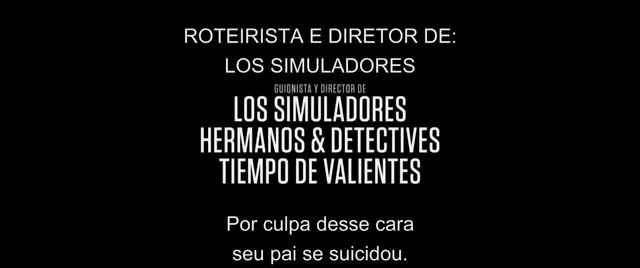 ROTEIRISTA E DIRETOR DE:
LOS SIMULADORES
GUIONISTA Y DIRECTOR DE
LOS SIMULADORES
HERMANOS & DETECTIVES
TIEMPO DE VALIENTES
Por culpa desse cara
seu pai se suicidou.